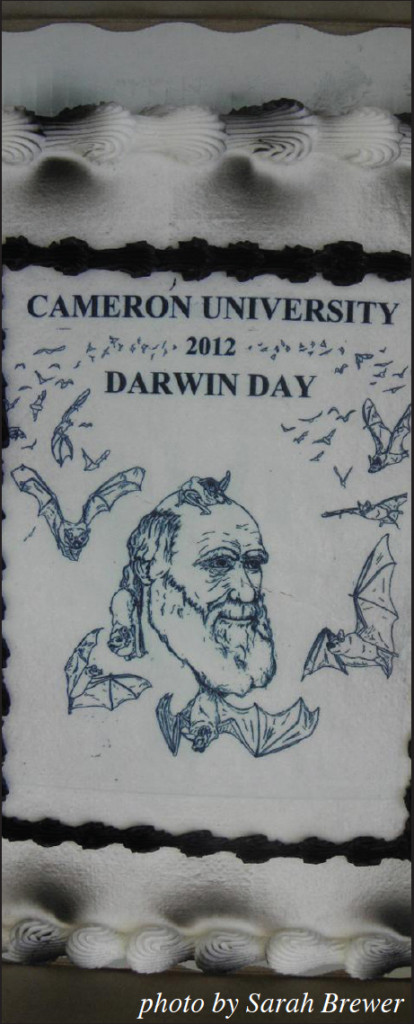 CAMERON UNIVERSITY
2012
DARWIN DAY
photo by Sarah Brewer